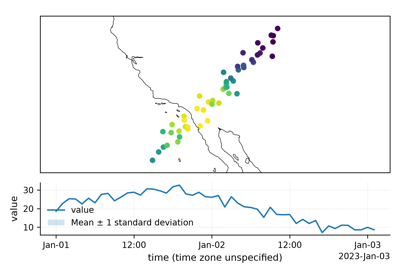 30
20
10
value
value
Mean ± 1 standard deviation
Jan-01
12:00
Jan-02
12:00
Jan-03
2023-Jan-03
time (time zone unspecified)